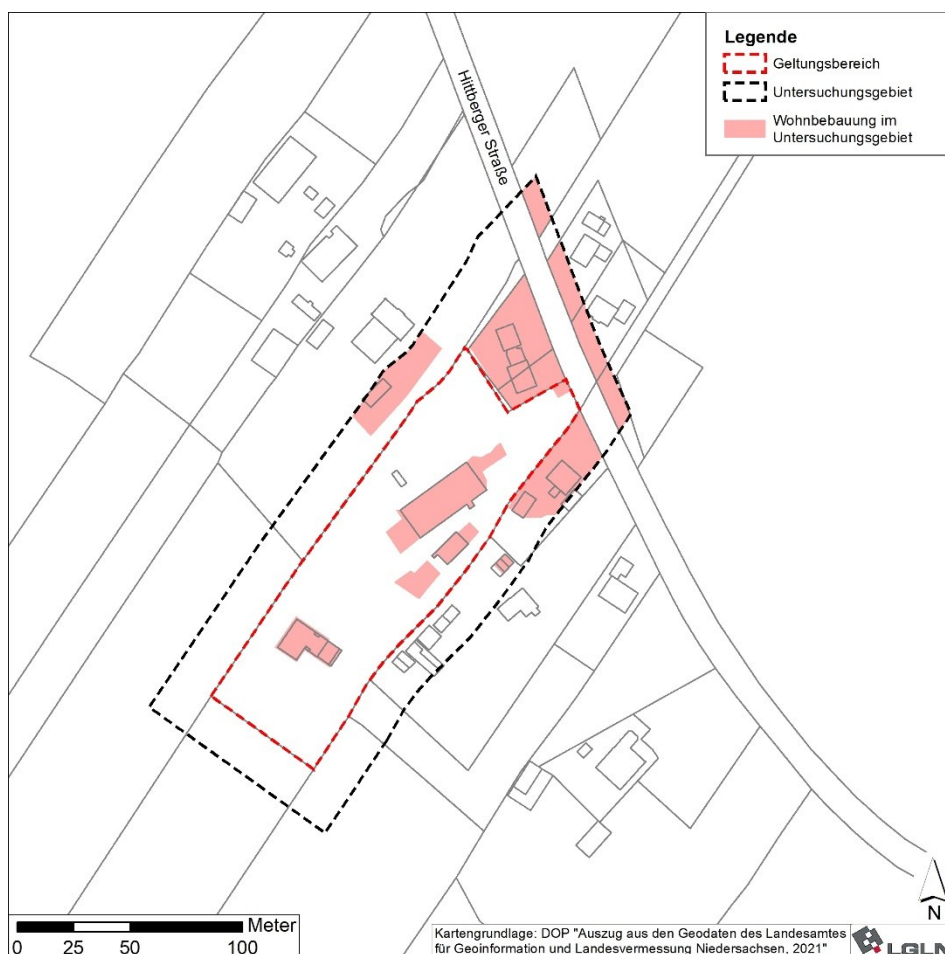 Legende
Geltungsbereich
Untersuchungsgebiet
Wohnbebauung im
Untersuchungsgebiet
Hittberger Straße
Meter
0 25 50 100
N
Kartengrundlage: DOP "Auszug aus den Geodaten des Landesamtes
für Geoinformation und Landesvermessung Niedersachsen, 2021"
LGLN